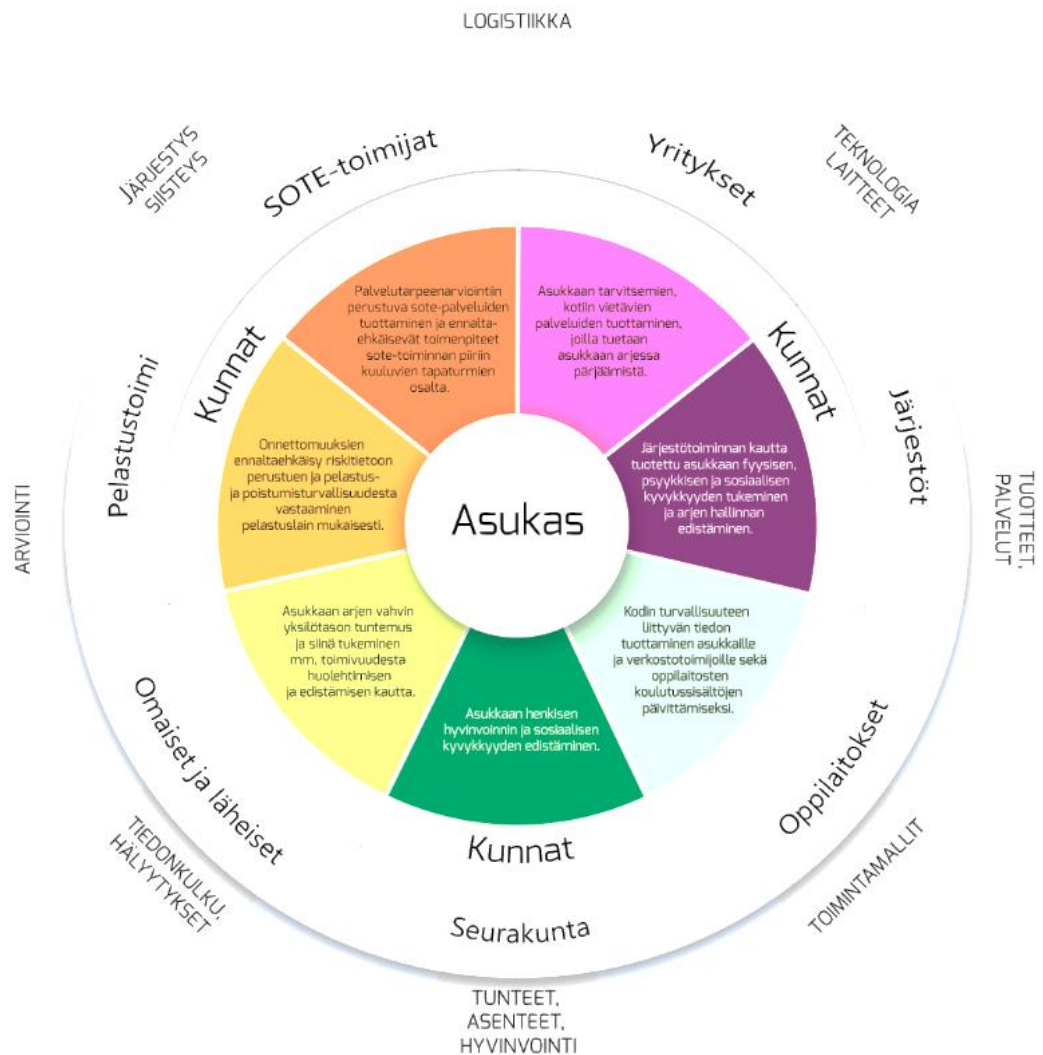 LOGISTIIKKA
JÄRJESTYS
SIISTEYS
SOTE-toimijat
Yritykset
TEKNOLOGIA
LAITTEET
Palvelutarpeenarviointiin
perustuva sote-palveluiden
tuottaminen ja ennalta-
ehkäisevät toimenpiteet
sote-toiminnan piiriin
kuuluvien tapaturmien
osalta.
Asukkaan tarvitsemien,
kotiin vietävien
palveluiden tuottaminen,
joilla tuetaan
asukkaan arjessa
pärjäämistä.
Kunnat
Kunnat
Pelastustoimi
Järjestöt
ARVIOINTI
Onnettomuuksien
ennaltaehkäisy riskitietoon
perustuen ja pelastus-
ja poistumisturvallisuudesta
vastaaminen
pelastuslain mukaisesti.
Asukas
Järjestötoiminnan kautta
tuotettu asukkaan fyysisen,
psyykkisen ja sosiaalisen
kyvykkyyden tukeminen
ja arjen hallinnan
edistäminen.
TUOTTEET,
PALVELUT
Asukkaan arjen vahvin
yksilötason tuntemus
ja siinä tukeminen
mm. toimivuudesta
huolehtimisen
ja edistämisen kautta.
Kodin turvallisuuteen
liittyvän tiedon
tuottaminen asukkaille
ja verkostotoimijoille sekä
oppilaitosten
koulutussisältöjen
päivittämiseksi.
Asukkaan henkisen
hyvinvoinnin ja sosiaalisen
kyvykkyyden edistäminen.
Omaiset ja läheiset
Oppilaitokset
Kunnat
TIEDONKULKU,
HÄLYYTYKSET
TOIMINTAMALLIT
Seurakunta
TUNTEET,
ASENTEET,
HYVINVOINTI